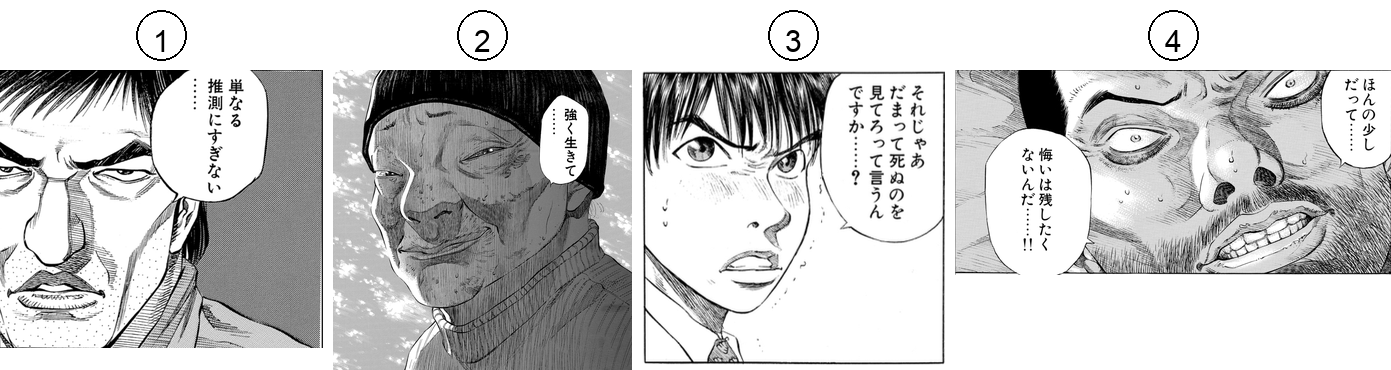 1
単なる
推測にすぎない
……
2
強く生きて
……
3
それじゃあ
だまって死ぬのを
見てろって言うん
ですか……？
4
ほんの少し
だって……
悔いは残したく
ないんだ……!!